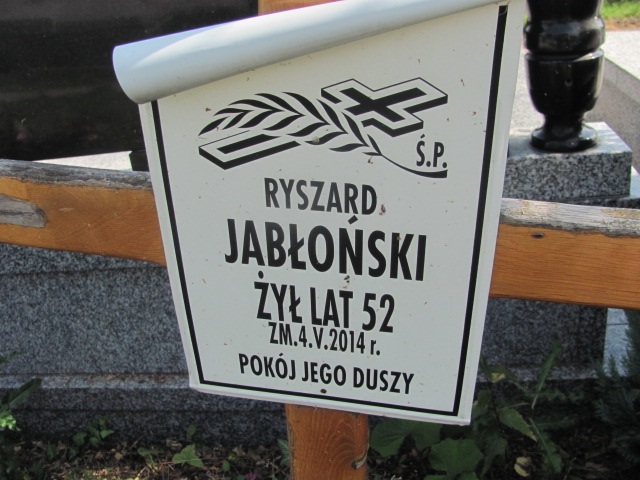 Ś.P.
RYSZARD
JABŁOŃSKI
ŻYŁ LAT 52
ZM.4.V.2014 r.
POKÓJ JEGO DUSZY